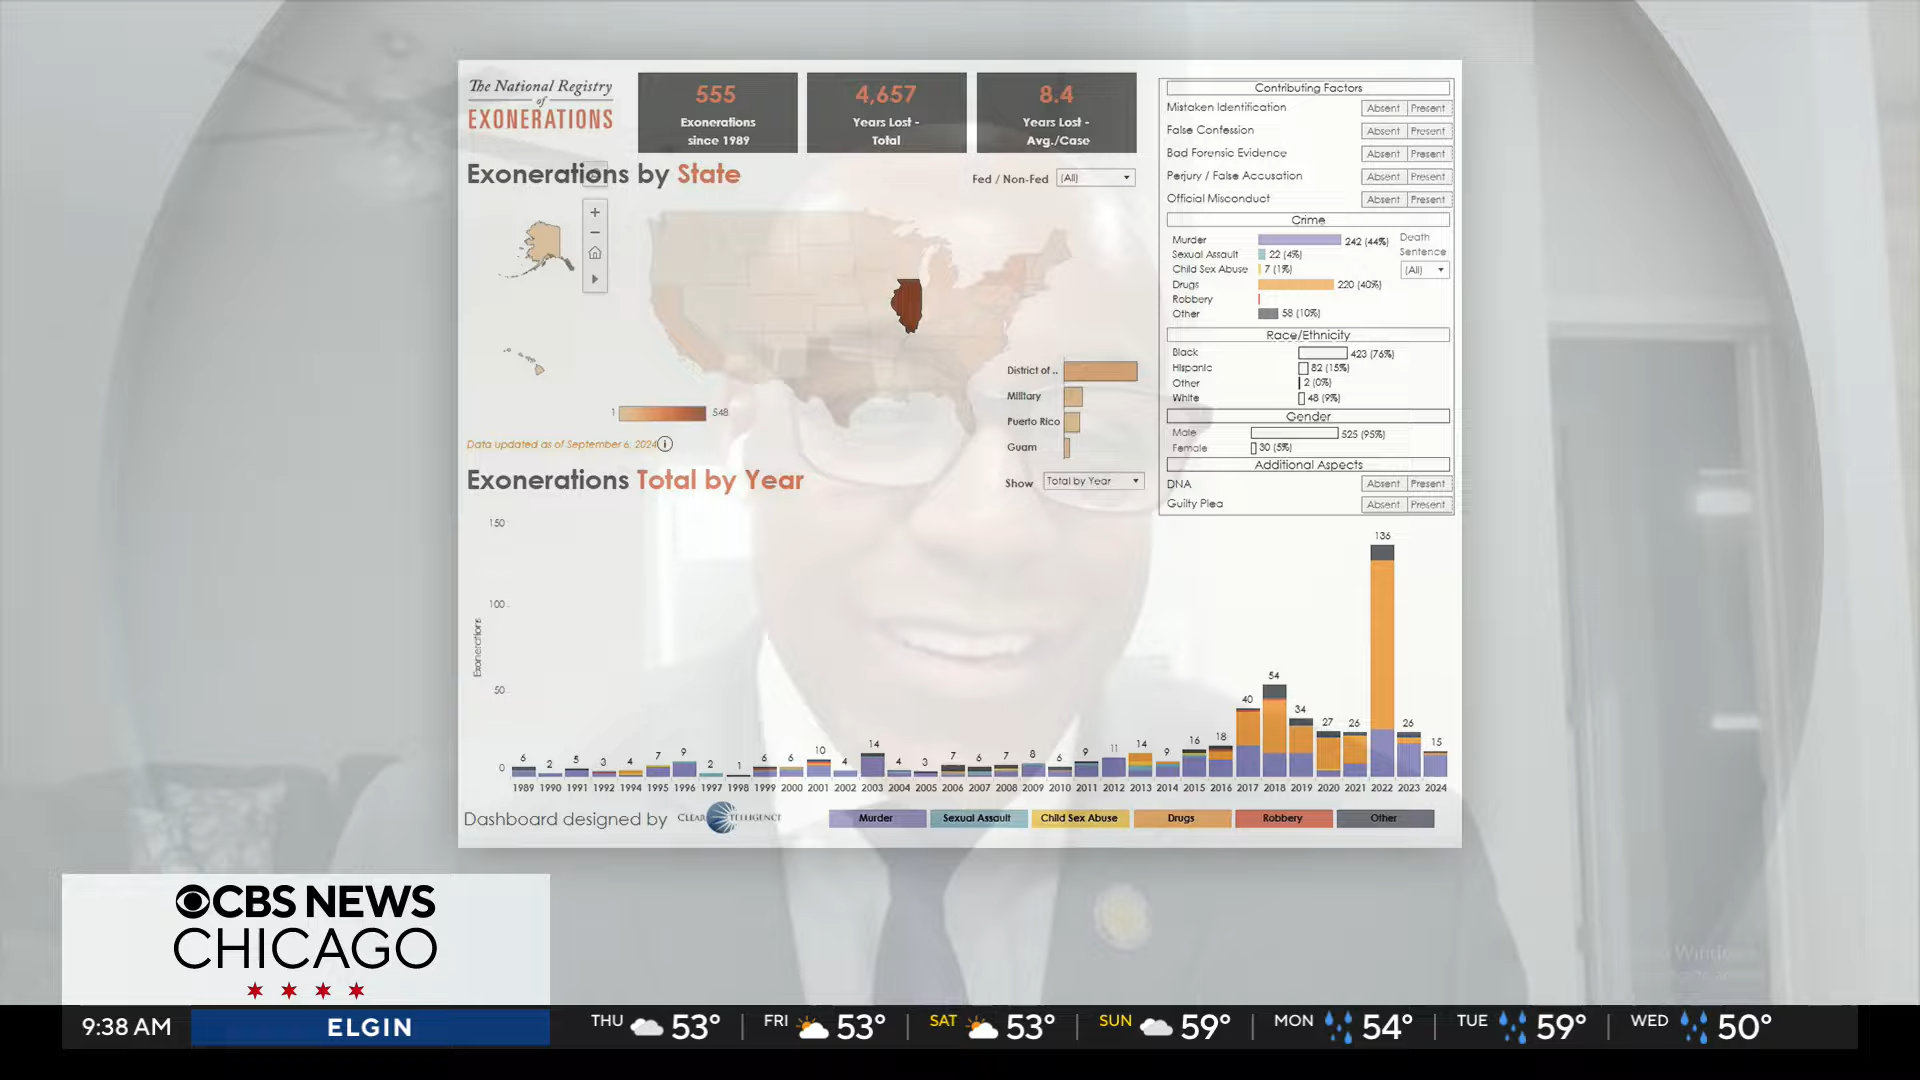 The National Registry
of
EXONERATIONS
555
Exonerations
since 1989
4,657
Years Lost -
Total
8.4
Years Lost -
Avg./Case
Exonerations by State
Fed / Non-Fed (All)
+
−
1 548
Data updated as of September 6, 2024 i
District of ..
Military
Puerto Rico
Guam
Contributing Factors
Mistaken Identification Absent Present
False Confession Absent Present
Bad Forensic Evidence Absent Present
Perjury / False Accusation Absent Present
Official Misconduct Absent Present
Crime
Murder 242 (44%)
Sexual Assault 22 (4%)
Child Sex Abuse 7 (1%)
Drugs 220 (40%)
Robbery
Other 58 (10%)
Death
Sentence
(All)
Race/Ethnicity
Black 423 (76%)
Hispanic 82 (15%)
Other 2 (0%)
White 48 (9%)
Gender
Male 525 (95%)
Female 30 (5%)
Additional Aspects
DNA Absent Present
Guilty Plea Absent Present
Exonerations Total by Year
Show Total by Year
Exonerations
150
100
50
0
6 2 5 3 4 7 9 2 1 6 6 10 4 14 4 3 7 6 7 8 6 9 11 14 9 16 18 40 54 34 27 26 136 26 15
1989 1990 1991 1992 1994 1995 1996 1997 1998 1999 2000 2001 2002 2003 2004 2005 2006 2007 2008 2009 2010 2011 2012 2013 2014 2015 2016 2017 2018 2019 2020 2021 2022 2023 2024
Dashboard designed by
Murder Sexual Assault Child Sex Abuse Drugs Robbery Other
CBS NEWS
CHICAGO
9:38 AM ELGIN THU 53° FRI 53° SAT 53° SUN 59° MON 54° TUE 59° WED 50°